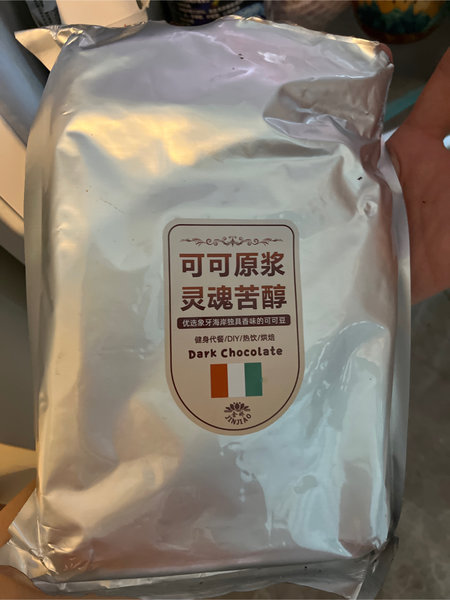 可可原浆
灵魂苦醇
优选象牙海岸独具香味的可可豆
健身代餐/DIY/热饮/烘焙
Dark Chocolate
JINJIAO